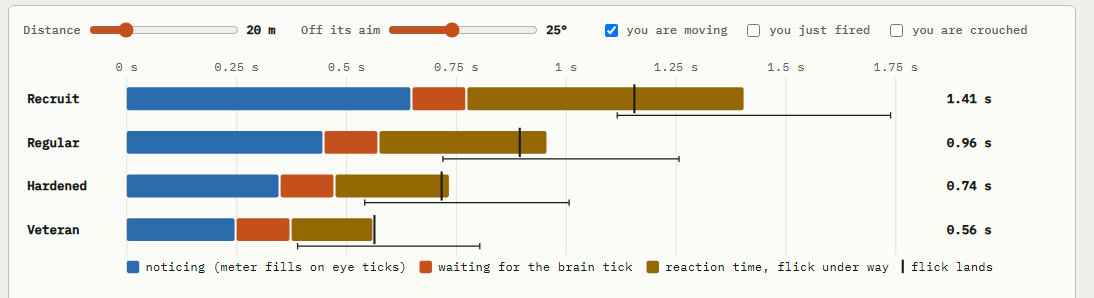 Distance 20 m Off its aim 25° you are moving you just fired you are crouched
0 s 0.25 s 0.5 s 0.75 s 1 s 1.25 s 1.5 s 1.75 s
Recruit 1.41 s
Regular 0.96 s
Hardened 0.74 s
Veteran 0.56 s
noticing (meter fills on eye ticks) waiting for the brain tick reaction time, flick under way flick lands